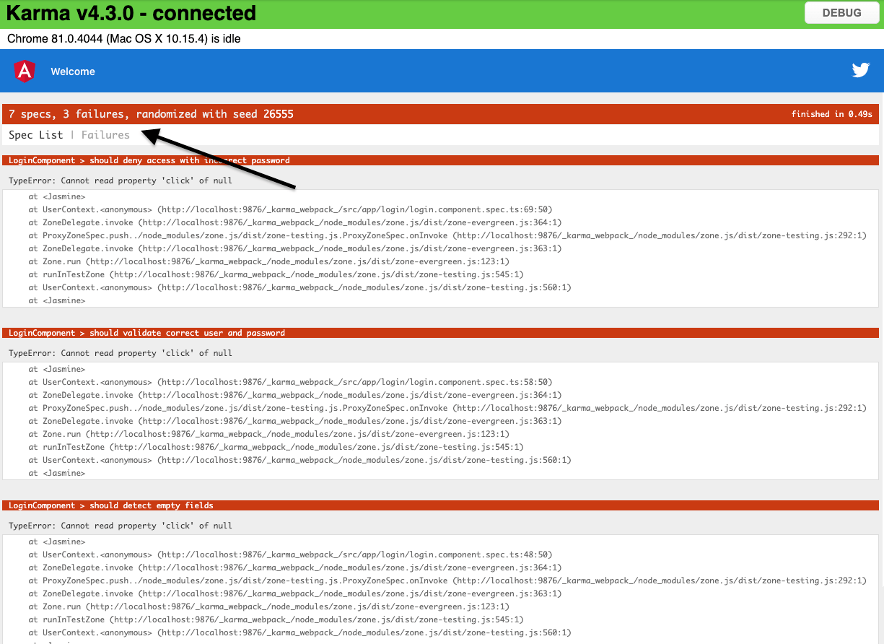 Karma v4.3.0 - connected
DEBUG
Chrome 81.0.4044 (Mac OS X 10.15.4) is idle
A Welcome
7 specs, 3 failures, randomized with seed 26555
finished in 0.49s
Spec List | Failures
LoginComponent > should deny access with incorrect password
TypeError: Cannot read property 'click' of null
at <Jasmine>
at UserContext.<anonymous> (http://localhost:9876/_karma_webpack_/src/app/login/login.component.spec.ts:69:50)
at ZoneDelegate.invoke (http://localhost:9876/_karma_webpack_/node_modules/zone.js/dist/zone-evergreen.js:364:1)
at ProxyZoneSpec.push../node_modules/zone.js/dist/zone-testing.js.ProxyZoneSpec.onInvoke (http://localhost:9876/_karma_webpack_/node_modules/zone.js/dist/zone-testing.js:292:1)
at ZoneDelegate.invoke (http://localhost:9876/_karma_webpack_/node_modules/zone.js/dist/zone-evergreen.js:363:1)
at Zone.run (http://localhost:9876/_karma_webpack_/node_modules/zone.js/dist/zone-evergreen.js:123:1)
at runInTestZone (http://localhost:9876/_karma_webpack_/node_modules/zone.js/dist/zone-testing.js:545:1)
at UserContext.<anonymous> (http://localhost:9876/_karma_webpack_/node_modules/zone.js/dist/zone-testing.js:560:1)
at <Jasmine>
LoginComponent > should validate correct user and password
TypeError: Cannot read property 'click' of null
at <Jasmine>
at UserContext.<anonymous> (http://localhost:9876/_karma_webpack_/src/app/login/login.component.spec.ts:58:50)
at ZoneDelegate.invoke (http://localhost:9876/_karma_webpack_/node_modules/zone.js/dist/zone-evergreen.js:364:1)
at ProxyZoneSpec.push../node_modules/zone.js/dist/zone-testing.js.ProxyZoneSpec.onInvoke (http://localhost:9876/_karma_webpack_/node_modules/zone.js/dist/zone-testing.js:292:1)
at ZoneDelegate.invoke (http://localhost:9876/_karma_webpack_/node_modules/zone.js/dist/zone-evergreen.js:363:1)
at Zone.run (http://localhost:9876/_karma_webpack_/node_modules/zone.js/dist/zone-evergreen.js:123:1)
at runInTestZone (http://localhost:9876/_karma_webpack_/node_modules/zone.js/dist/zone-testing.js:545:1)
at UserContext.<anonymous> (http://localhost:9876/_karma_webpack_/node_modules/zone.js/dist/zone-testing.js:560:1)
at <Jasmine>
LoginComponent > should detect empty fields
TypeError: Cannot read property 'click' of null
at <Jasmine>
at UserContext.<anonymous> (http://localhost:9876/_karma_webpack_/src/app/login/login.component.spec.ts:48:50)
at ZoneDelegate.invoke (http://localhost:9876/_karma_webpack_/node_modules/zone.js/dist/zone-evergreen.js:364:1)
at ProxyZoneSpec.push../node_modules/zone.js/dist/zone-testing.js.ProxyZoneSpec.onInvoke (http://localhost:9876/_karma_webpack_/node_modules/zone.js/dist/zone-testing.js:292:1)
at ZoneDelegate.invoke (http://localhost:9876/_karma_webpack_/node_modules/zone.js/dist/zone-evergreen.js:363:1)
at Zone.run (http://localhost:9876/_karma_webpack_/node_modules/zone.js/dist/zone-evergreen.js:123:1)
at runInTestZone (http://localhost:9876/_karma_webpack_/node_modules/zone.js/dist/zone-testing.js:545:1)
at UserContext.<anonymous> (http://localhost:9876/_karma_webpack_/node_modules/zone.js/dist/zone-testing.js:560:1)